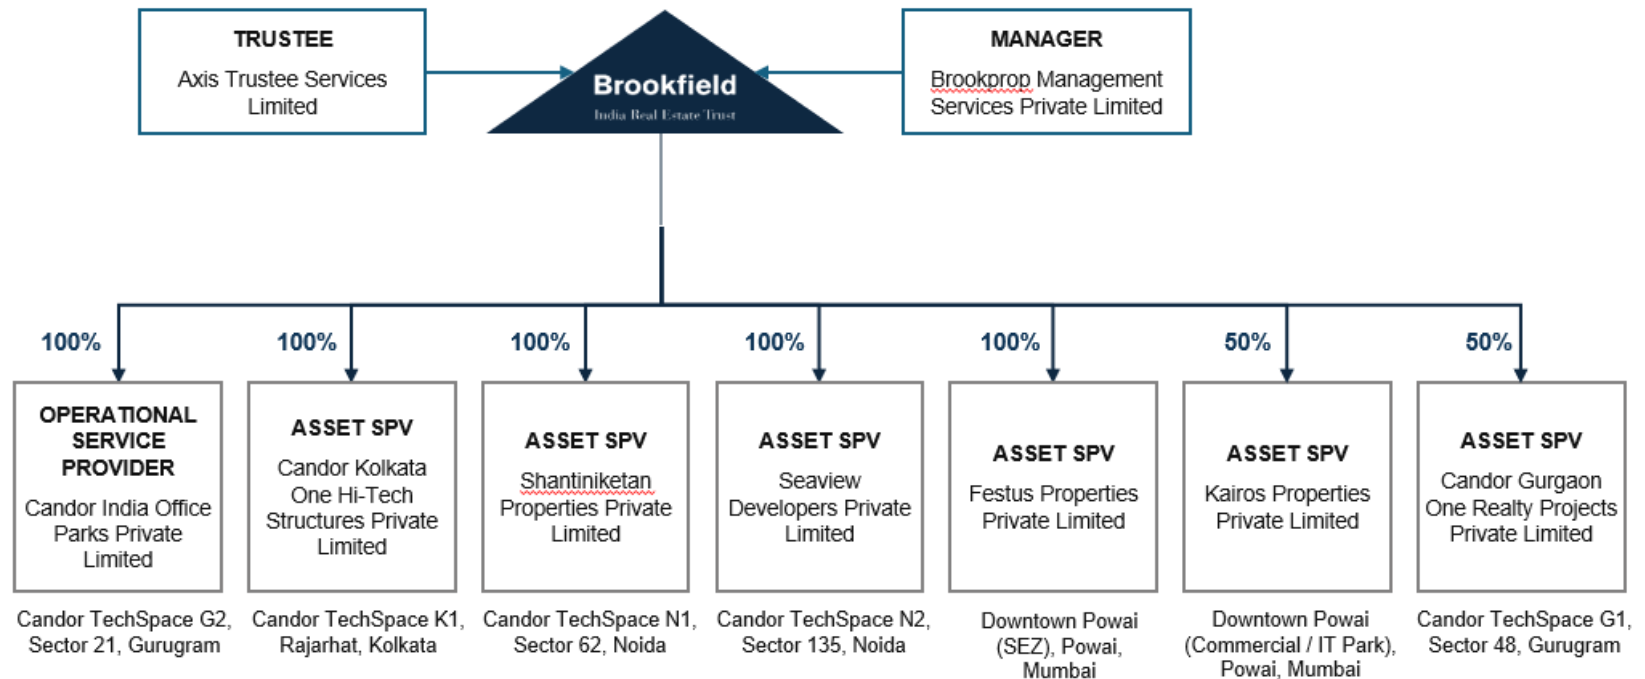 TRUSTEE
Axis Trustee Services
Limited
Brookfield
India Real Estate Trust
MANAGER
Brookprop Management
Services Private Limited
100%
100%
100%
100%
100%
50%
50%
OPERATIONAL
SERVICE
PROVIDER
Candor India Office
Parks Private
Limited
ASSET SPV
Candor Kolkata
One Hi-Tech
Structures Private
Limited
ASSET SPV
Shantiniketan
Properties Private
Limited
ASSET SPV
Seaview
Developers Private
Limited
ASSET SPV
Festus Properties
Private Limited
ASSET SPV
Kairos Properties
Private Limited
ASSET SPV
Candor Gurgaon
One Realty Projects
Private Limited
Candor TechSpace G2,
Sector 21, Gurugram
Candor TechSpace K1,
Rajarhat, Kolkata
Candor TechSpace N1,
Sector 62, Noida
Candor TechSpace N2,
Sector 135, Noida
Downtown Powai
(SEZ), Powai,
Mumbai
Downtown Powai
(Commercial / IT Park),
Powai, Mumbai
Candor TechSpace G1,
Sector 48, Gurugram